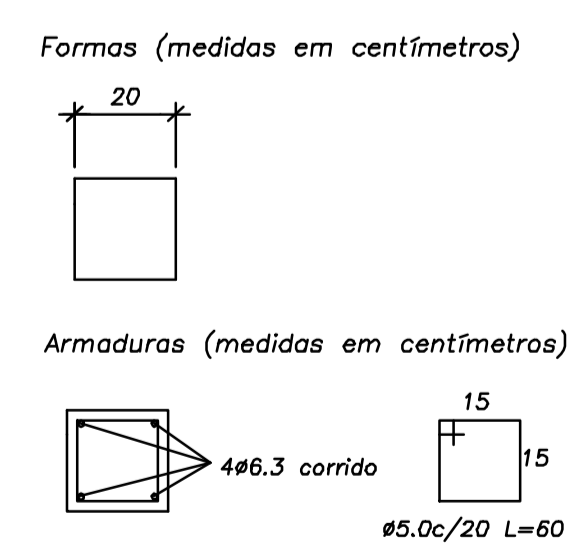 Formas (medidas em centímetros)
20
Armaduras (medidas em centímetros)
15
4ø6.3 corrido
15
ø5.0c/20 L=60